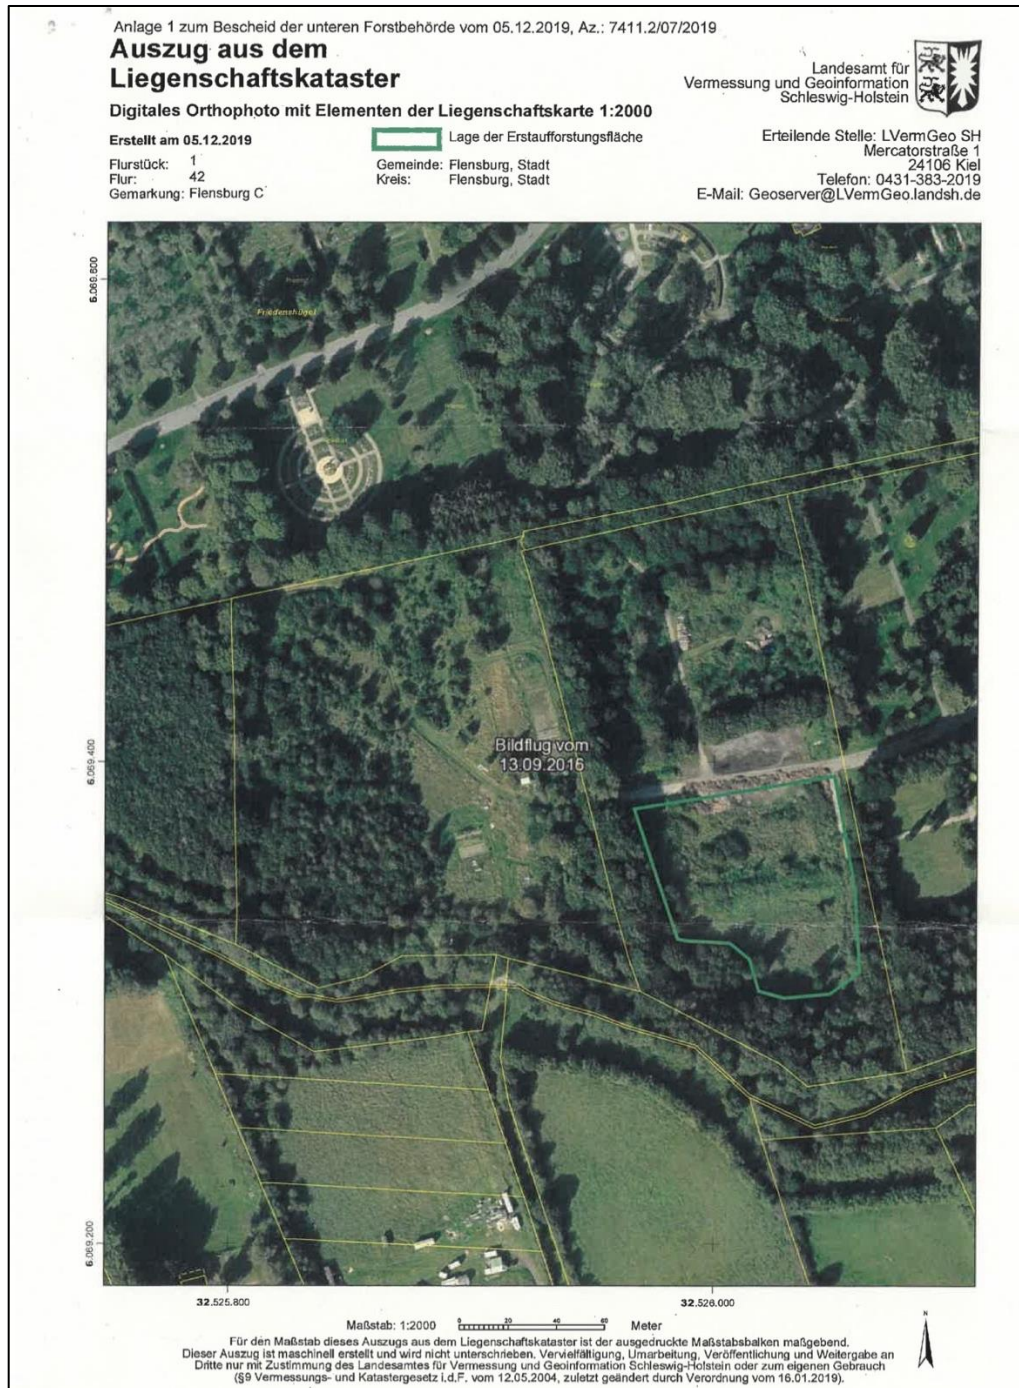 Anlage 1 zum Bescheid der unteren Forstbehörde vom 05.12.2019, Az.: 7411.2/07/2019
Auszug aus dem
Liegenschaftskataster
Landesamt für
Vermessung und Geoinformation
Schleswig-Holstein
Digitales Orthophoto mit Elementen der Liegenschaftskarte 1:2000
Erstellt am 05.12.2019
Lage der Erstaufforstungsfläche
Flurstück: 1
Flur: 42
Gemarkung: Flensburg C
Gemeinde: Flensburg, Stadt
Kreis: Flensburg, Stadt
Erteilende Stelle: LVermGeo SH
Mercatorstraße 1
24106 Kiel
Telefon: 0431-383-2019
E-Mail: Geoserver@LVermGeo.landsh.de
6.069.600
Friedenshügel
Bildflug vom
13.09.2016
6.069.400
6.069.200
32.525.800
32.526.000
Maßstab: 1:2000
0 20 40 60
Meter
N
Für den Maßstab dieses Auszugs aus dem Liegenschaftskataster ist der ausgedruckte Maßstabsbalken maßgebend.
Dieser Auszug ist maschinell erstellt und wird nicht unterschrieben. Vervielfältigung, Umarbeitung, Veröffentlichung und Weitergabe an
Dritte nur mit Zustimmung des Landesamtes für Vermessung und Geoinformation Schleswig-Holstein oder zum eigenen Gebrauch
(§9 Vermessungs- und Katastergesetz i.d.F. vom 12.05.2004, zuletzt geändert durch Verordnung vom 16.01.2019).